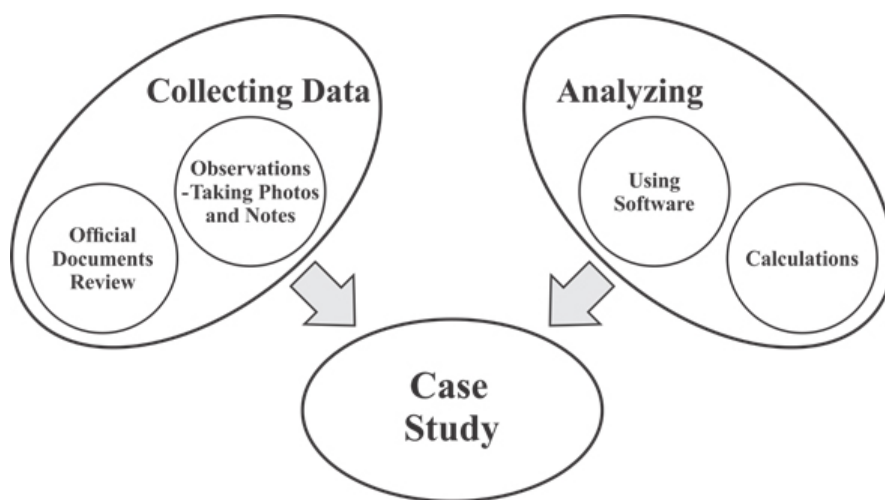 Collecting Data
Observations
-Taking Photos
and Notes
Official
Documents
Review
Analyzing
Using
Software
Calculations
Case
Study